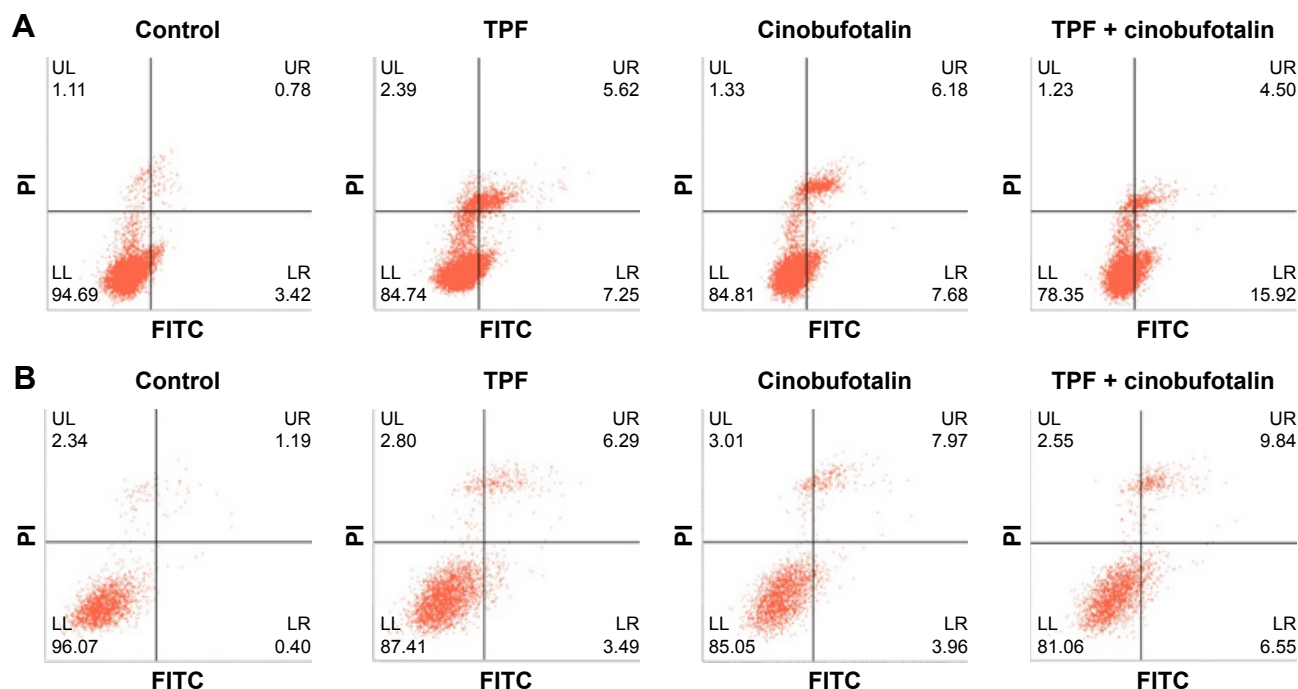 A
Control
TPF
Cinobufotalin
TPF + cinobufotalin
UL
1.11
UR
0.78
LL
94.69
LR
3.42
PI
FITC
UL
2.39
UR
5.62
LL
84.74
LR
7.25
PI
FITC
UL
1.33
UR
6.18
LL
84.81
LR
7.68
PI
FITC
UL
1.23
UR
4.50
LL
78.35
LR
15.92
PI
FITC
B
Control
TPF
Cinobufotalin
TPF + cinobufotalin
UL
2.34
UR
1.19
LL
96.07
LR
0.40
PI
FITC
UL
2.80
UR
6.29
LL
87.41
LR
3.49
PI
FITC
UL
3.01
UR
7.97
LL
85.05
LR
3.96
PI
FITC
UL
2.55
UR
9.84
LL
81.06
LR
6.55
PI
FITC